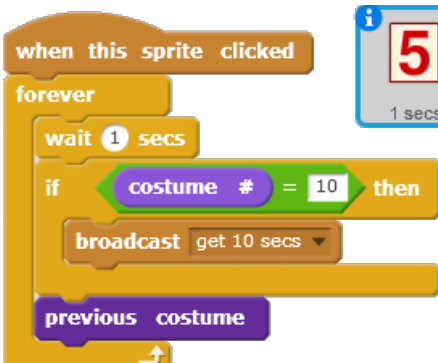 when this sprite clicked
i
5
forever
1 secs
wait 1 secs
if costume # = 10 then
broadcast get 10 secs
previous costume